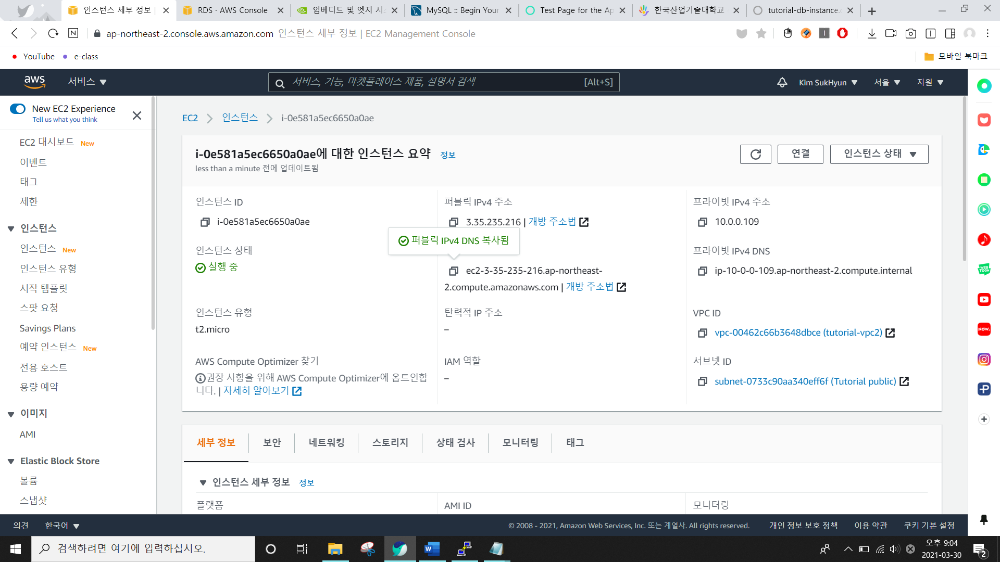 인스턴스 세부 정보 |
RDS · AWS Console
임베디드 및 엣지 시스
MySQL :: Begin Your
Test Page for the Ap
한국산업기술대학교
tutorial-db-instance.c
ap-northeast-2.console.aws.amazon.com 인스턴스 세부 정보 | EC2 Management Console
YouTube
e-class
모바일 북마크
aws
서비스
서비스, 기능, 마켓플레이스 제품, 설명서 검색
[Alt+S]
Kim SukHyun
서울
지원
New EC2 Experience
Tell us what you think
EC2 대시보드 New
이벤트
태그
제한
인스턴스
인스턴스 New
인스턴스 유형
시작 템플릿
스팟 요청
Savings Plans
예약 인스턴스 New
전용 호스트
용량 예약
이미지
AMI
Elastic Block Store
볼륨
스냅샷
EC2
인스턴스
i-0e581a5ec6650a0ae
i-0e581a5ec6650a0ae에 대한 인스턴스 요약 정보
less than a minute 전에 업데이트됨
연결
인스턴스 상태
인스턴스 ID
i-0e581a5ec6650a0ae
퍼블릭 IPv4 주소
3.35.235.216 | 개방 주소법
프라이빗 IPv4 주소
10.0.0.109
인스턴스 상태
실행 중
퍼블릭 IPv4 DNS 복사됨
ec2-3-35-235-216.ap-northeast-
2.compute.amazonaws.com | 개방 주소법
프라이빗 IPv4 DNS
ip-10-0-0-109.ap-northeast-2.compute.internal
인스턴스 유형
t2.micro
탄력적 IP 주소
–
VPC ID
vpc-00462c66b3648dbce (tutorial-vpc2)
AWS Compute Optimizer 찾기
권장 사항을 위해 AWS Compute Optimizer에 옵트인합
니다. | 자세히 알아보기
IAM 역할
–
서브넷 ID
subnet-0733c90aa340eff6f (Tutorial public)
세부 정보
보안
네트워킹
스토리지
상태 검사
모니터링
태그
인스턴스 세부 정보 정보
플랫폼
AMI ID
모니터링
의견
한국어
© 2008 - 2021, Amazon Web Services, Inc. 또는 계열사. All rights reserved.
개인 정보 보호 정책
이용 약관
쿠키 기본 설정
WEB
TOON
NOW.
검색하려면 여기에 입력하십시오.
오후 9:04
2021-03-30
2